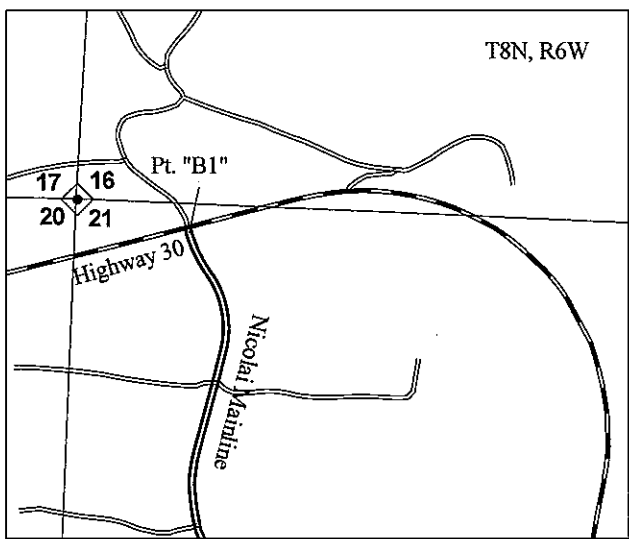 T8N, R6W
Pt. "B1"
17 16
20 21
Highway 30
Nicolai Mainline